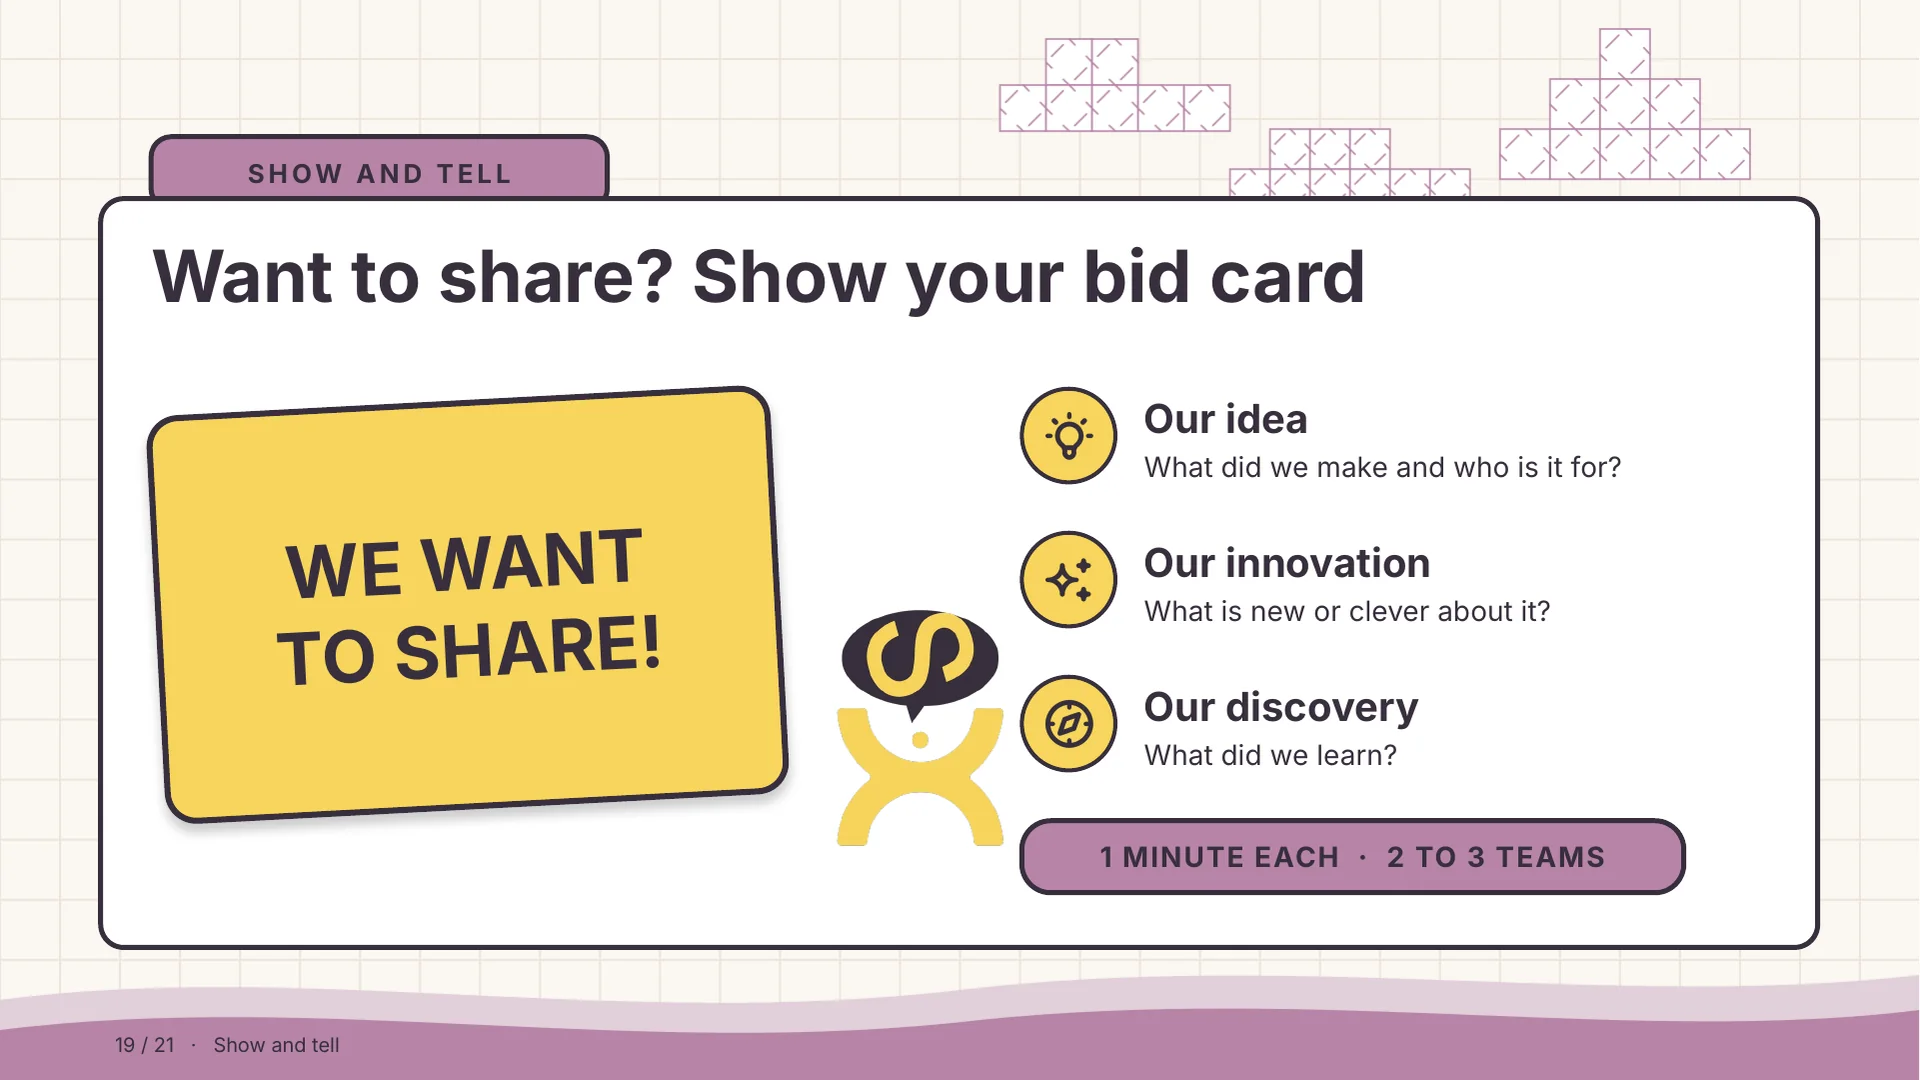 SHOW AND TELL
Want to share? Show your bid card
WE WANT
TO SHARE!
Our idea
What did we make and who is it for?
Our innovation
What is new or clever about it?
Our discovery
What did we learn?
1 MINUTE EACH · 2 TO 3 TEAMS
19 / 21 · Show and tell